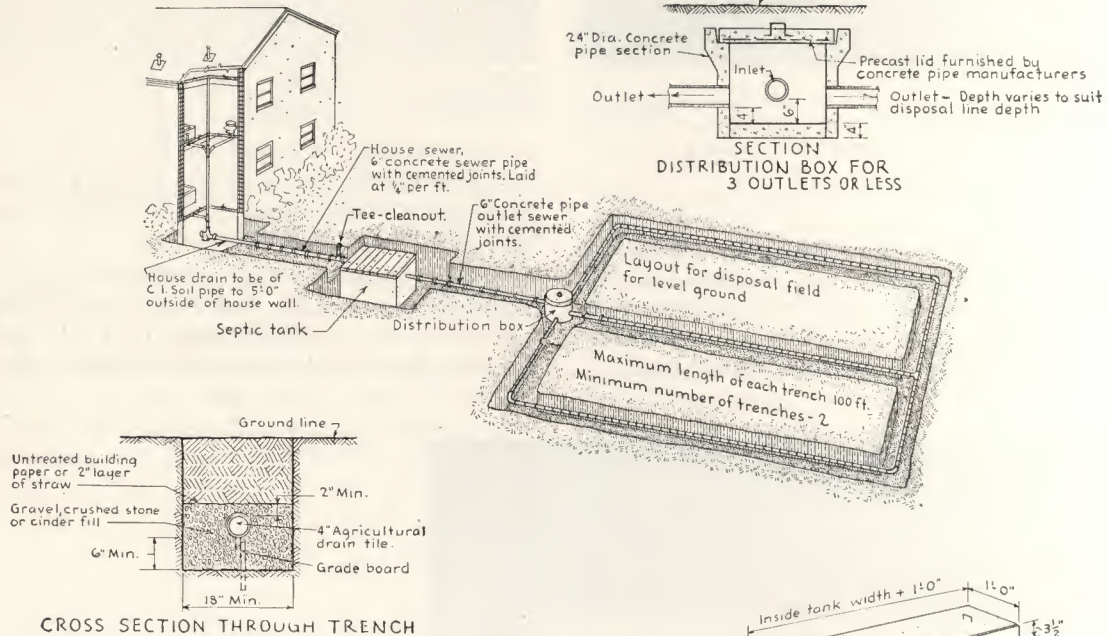 24" Dia. Concrete
pipe section
Precast lid furnished by
concrete pipe manufacturers
Inlet
Outlet
Outlet - Depth varies to suit
disposal line depth
4"
6"
4"
SECTION
DISTRIBUTION BOX FOR
3 OUTLETS OR LESS
House sewer,
6" concrete sewer pipe
with cemented joints. Laid
at 1/4" per ft.
Tee-cleanout.
6" Concrete pipe
outlet sewer
with cemented
joints.
House drain to be of
C I. Soil pipe to 5'-0"
outside of house wall.
Septic tank
Distribution box
Layout for disposal field
for level ground
Maximum length of each trench 100 ft.
Minimum number of trenches - 2
Ground line
Untreated building
paper or 2" layer
of straw
2" Min.
Gravel, crushed stone
or cinder fill
4" Agricultural
drain tile.
6" Min.
Grade board
18" Min.
CROSS SECTION THROUGH TRENCH
Inside tank width + 1'-0"
1'-0"
3 1/2"